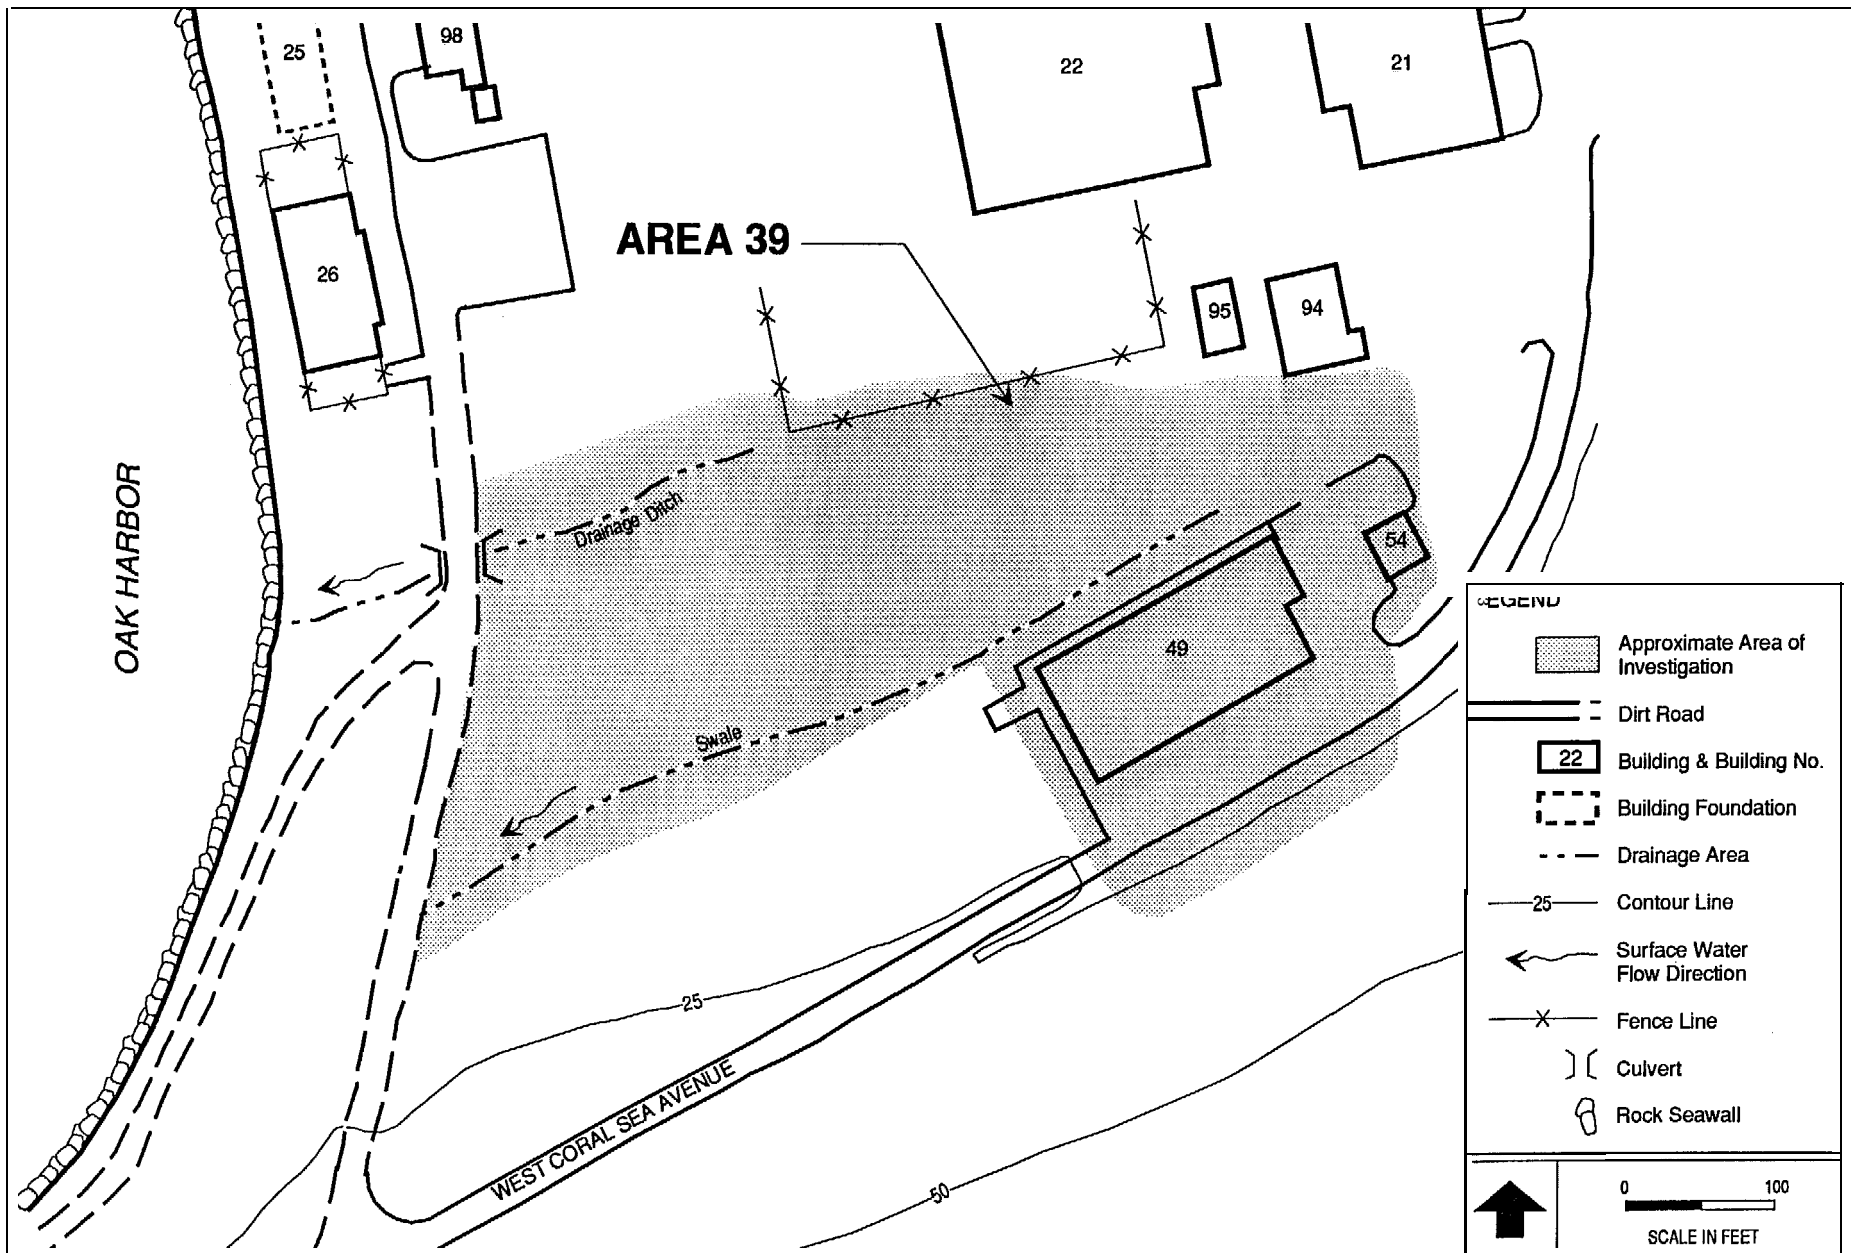 25
98
22
21
AREA 39
26
95
94
OAK HARBOR
Drainage Ditch
54
49
Swale
25
WEST CORAL SEA AVENUE
50
EGEND
Approximate Area of
Investigation
Dirt Road
22 Building & Building No.
Building Foundation
Drainage Area
25 Contour Line
Surface Water
Flow Direction
Fence Line
Culvert
Rock Seawall
0 100
SCALE IN FEET